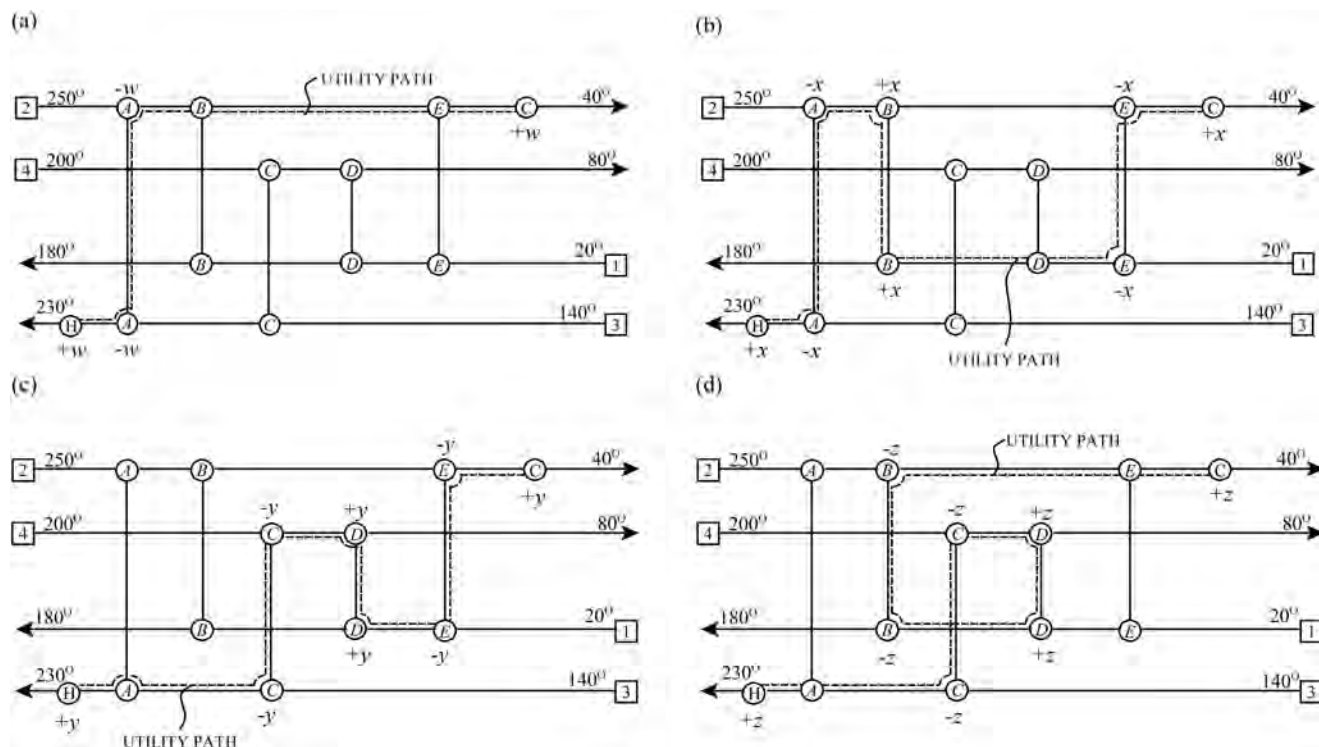 (a)
UTILITY PATH
-w
2 250° A B E C 40°
+w
4 200° C D 80°
180° B D E 20° 1
230° H A C 140° 3
+w -w
(b)
-x +x -x
2 250° A B E C 40°
+x
4 200° C D 80°
180° B D E 20° 1
+x -x
230° H A C 140° 3
+x -x
UTILITY PATH
(c)
-y
2 250° A B E C 40°
-y +y +y
4 200° C D 80°
180° B D E 20° 1
+y -y
230° H A C 140° 3
+y -y
UTILITY PATH
(d)
UTILITY PATH
-z
2 250° A B E C 40°
-z +z +z
4 200° C D 80°
180° B D E 20° 1
-z +z
230° H A C 140° 3
+z -z